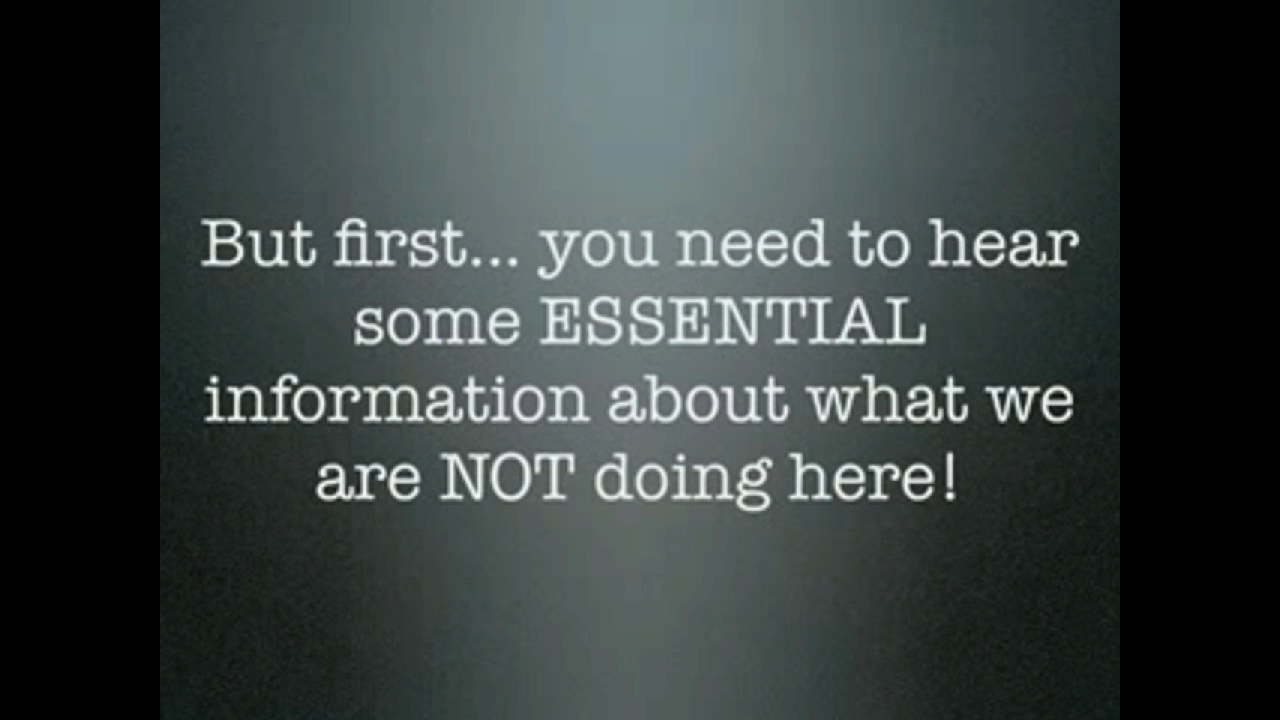 But first... you need to hear
some ESSENTIAL
information about what we
are NOT doing here!